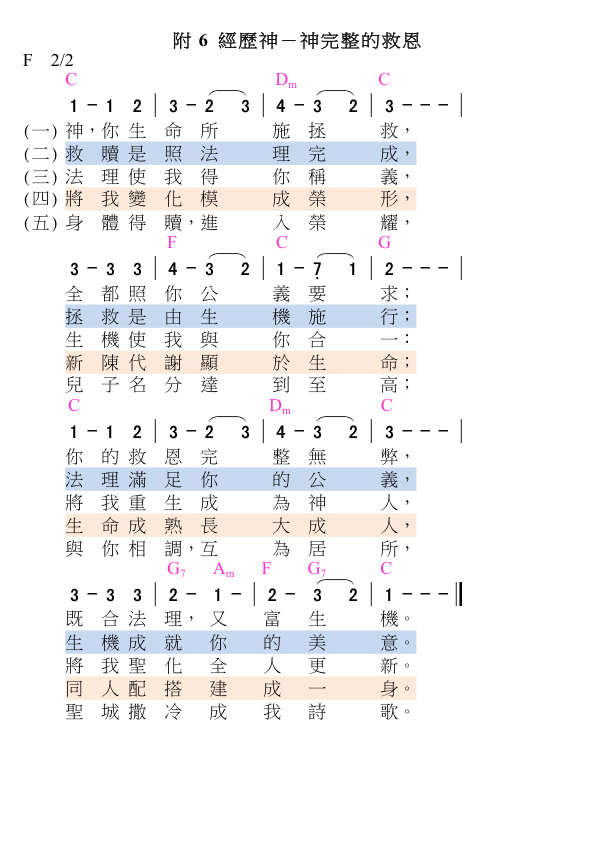 附 6 經歷神－神完整的救恩
F 2/2
C Dm C
1 - 1 2 | 3 - 2 3 | 4 - 3 2 | 3 - - - |
(一) 神，你生命所施拯救，
(二) 救贖是照法理完成，
(三) 法理使我得你稱義，
(四) 將我變化模成榮形，
(五) 身體得贖，進入榮耀，
F C G
3 - 3 3 | 4 - 3 2 | 1 - 7̣ 1 | 2 - - - |
全都照你公義要求；
拯救是由生機施行；
生機使我與你合一：
新陳代謝顯於生命；
兒子名分達到至高；
C Dm C
1 - 1 2 | 3 - 2 3 | 4 - 3 2 | 3 - - - |
你的救恩完整無弊，
法理滿足你的公義，
將我重生成為神人，
生命成熟長大成人，
與你相調，互為居所，
G7 Am F G7 C
3 - 3 3 | 2 - 1 - | 2 - 3 2 | 1 - - - ‖
既合法理，又富生機。
生機成就你的美意。
將我聖化全人更新。
同人配搭建成一身。
聖城撒冷成我詩歌。